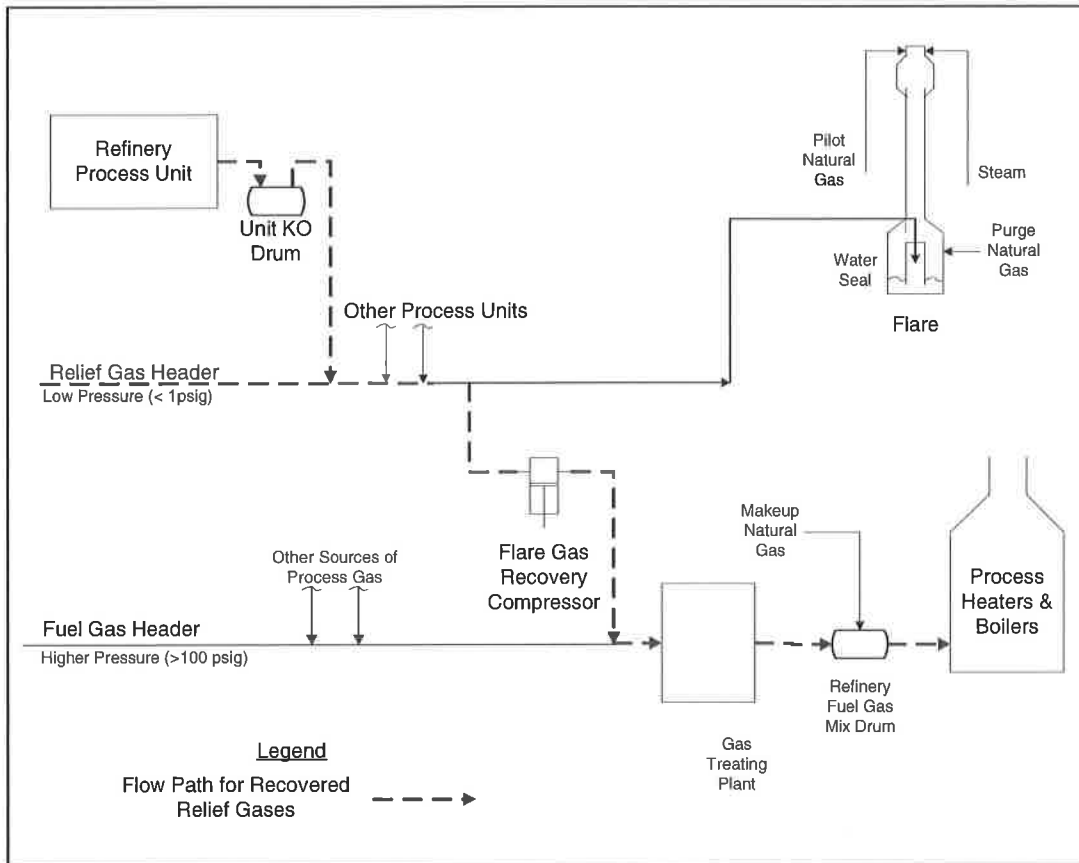 Refinery
Process Unit
Unit KO
Drum
Pilot
Natural
Gas
Steam
Water
Seal
Purge
Natural
Gas
Flare
Other Process Units
Relief Gas Header
Low Pressure (< 1psig)
Flare Gas
Recovery
Compressor
Other Sources of
Process Gas
Fuel Gas Header
Higher Pressure (>100 psig)
Makeup
Natural
Gas
Process
Heaters &
Boilers
Refinery
Fuel Gas
Mix Drum
Gas
Treating
Plant
Legend
Flow Path for Recovered
Relief Gases